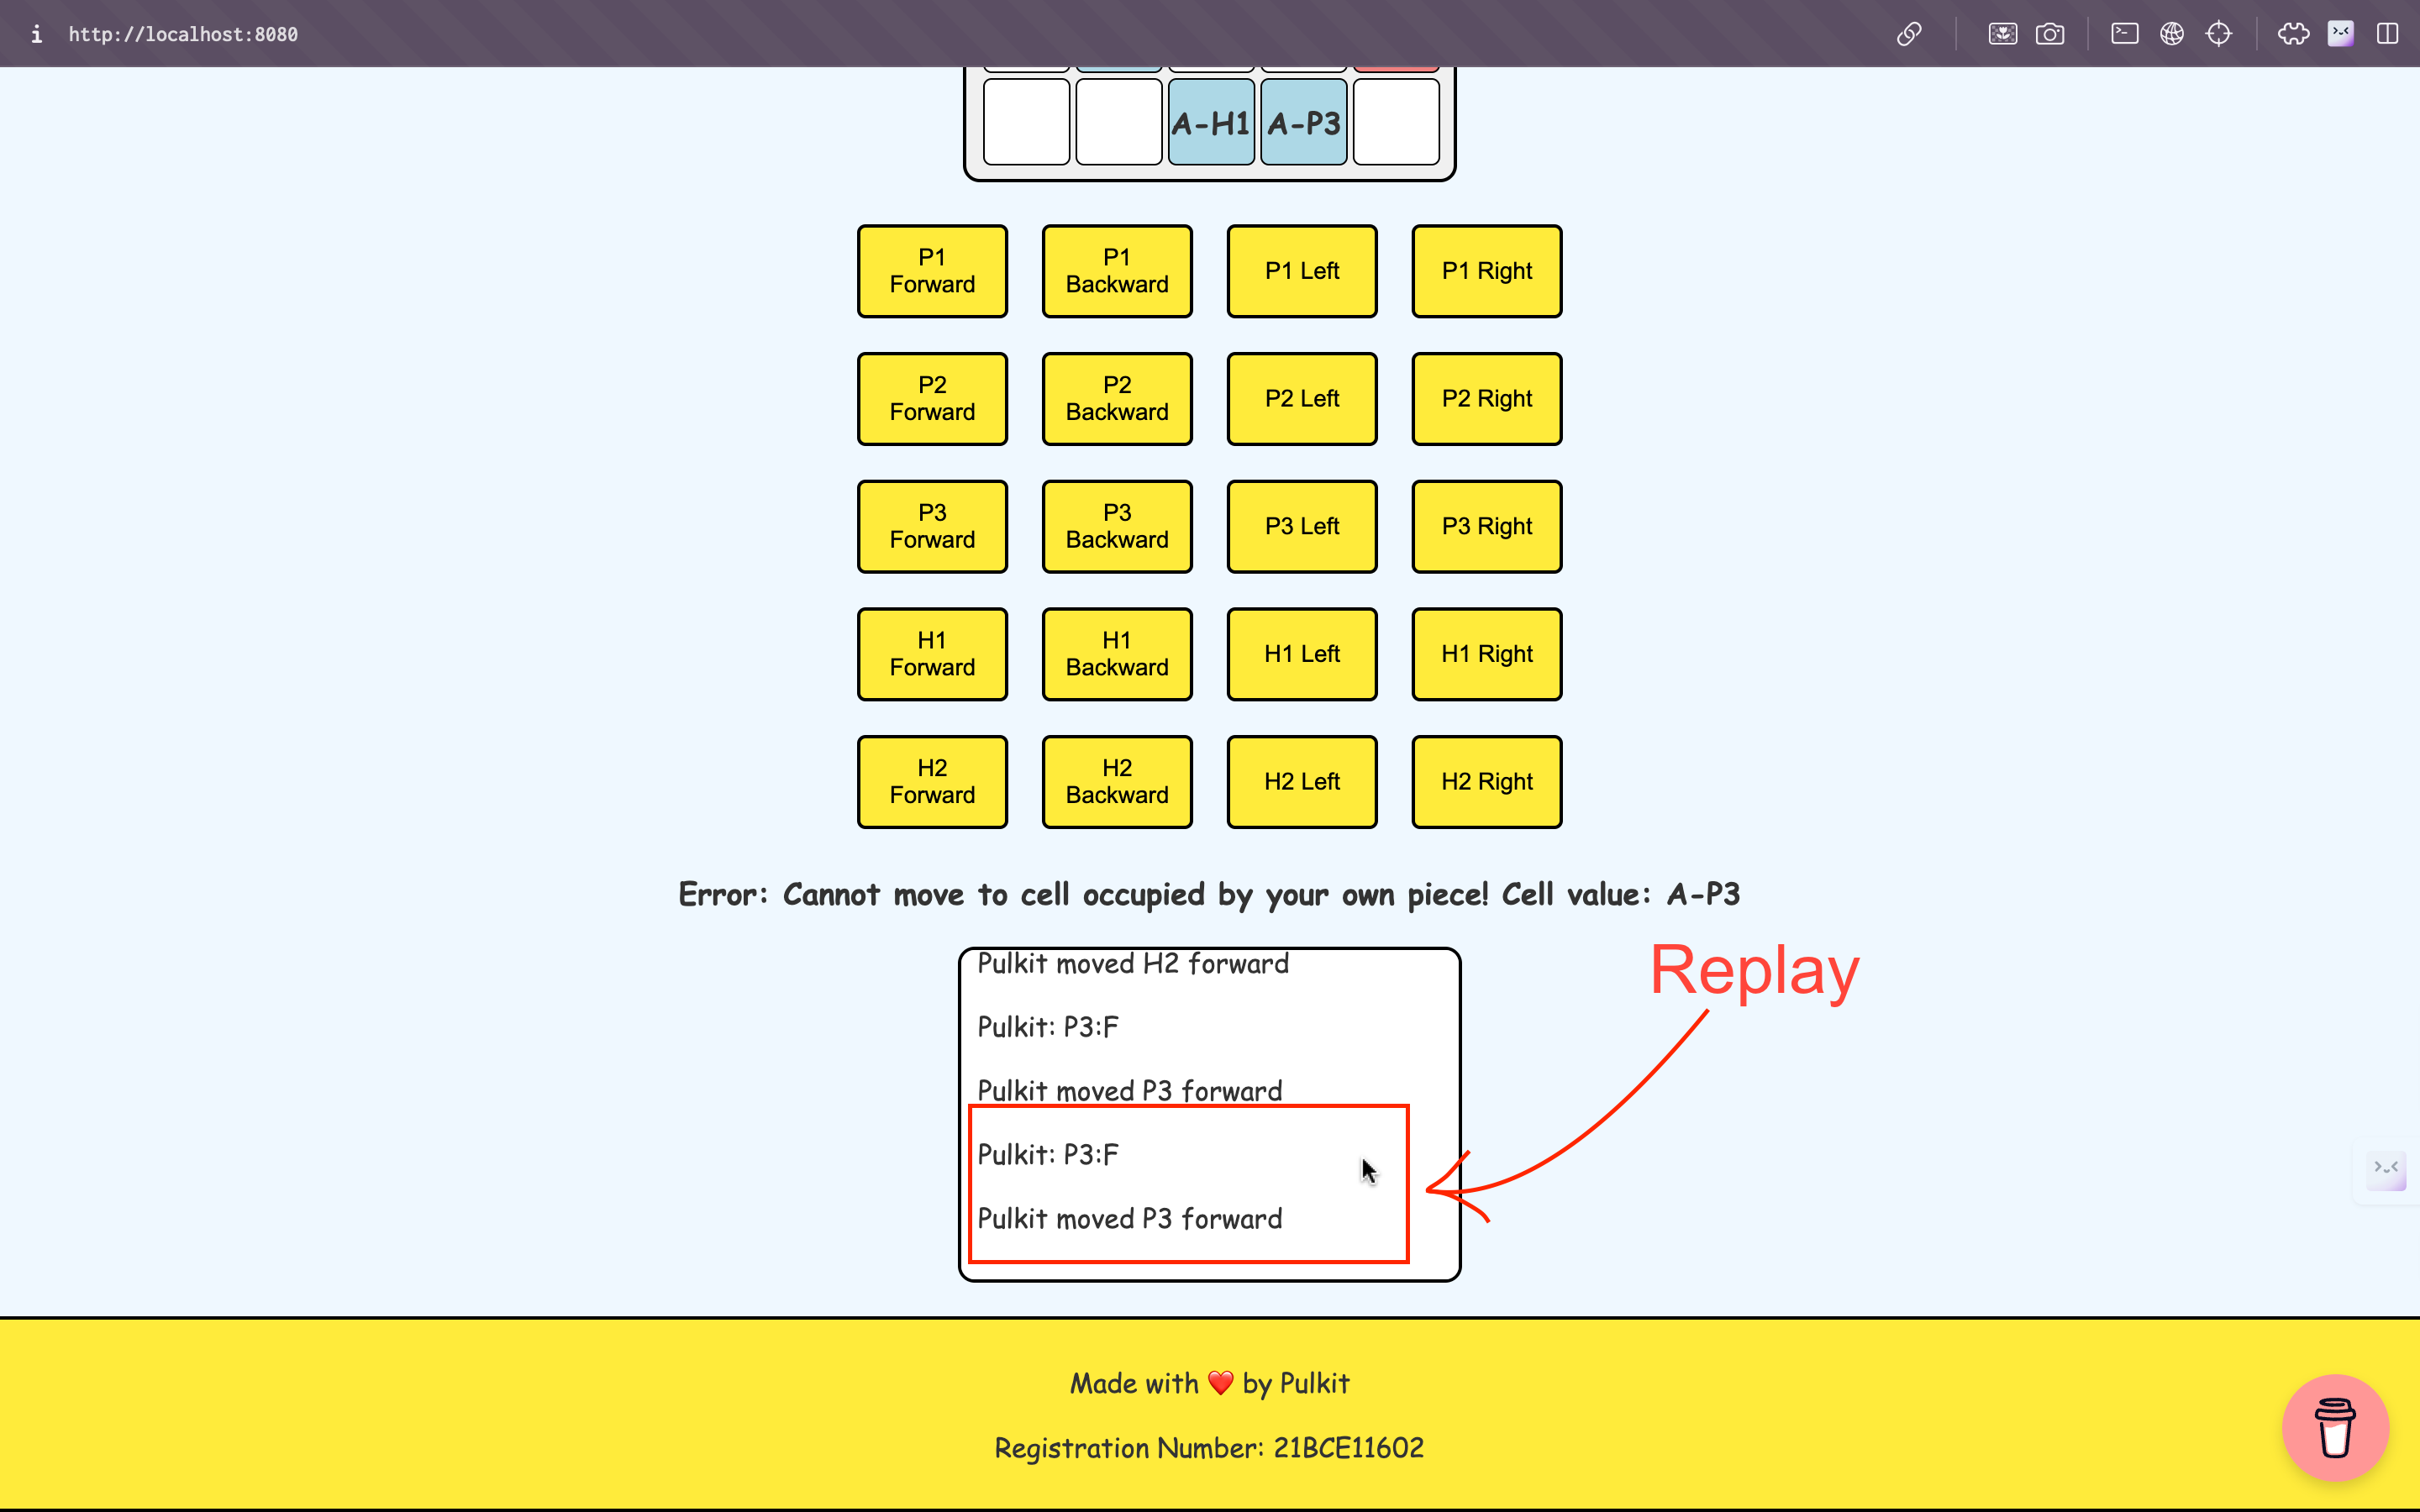 http://localhost:8080
A-H1 A-P3
P1
Forward
P1
Backward
P1 Left
P1 Right
P2
Forward
P2
Backward
P2 Left
P2 Right
P3
Forward
P3
Backward
P3 Left
P3 Right
H1
Forward
H1
Backward
H1 Left
H1 Right
H2
Forward
H2
Backward
H2 Left
H2 Right
Error: Cannot move to cell occupied by your own piece! Cell value: A-P3
Replay
Pulkit moved H2 forward
Pulkit: P3:F
Pulkit moved P3 forward
Pulkit: P3:F
Pulkit moved P3 forward
Made with ❤️ by Pulkit
Registration Number: 21BCE11602